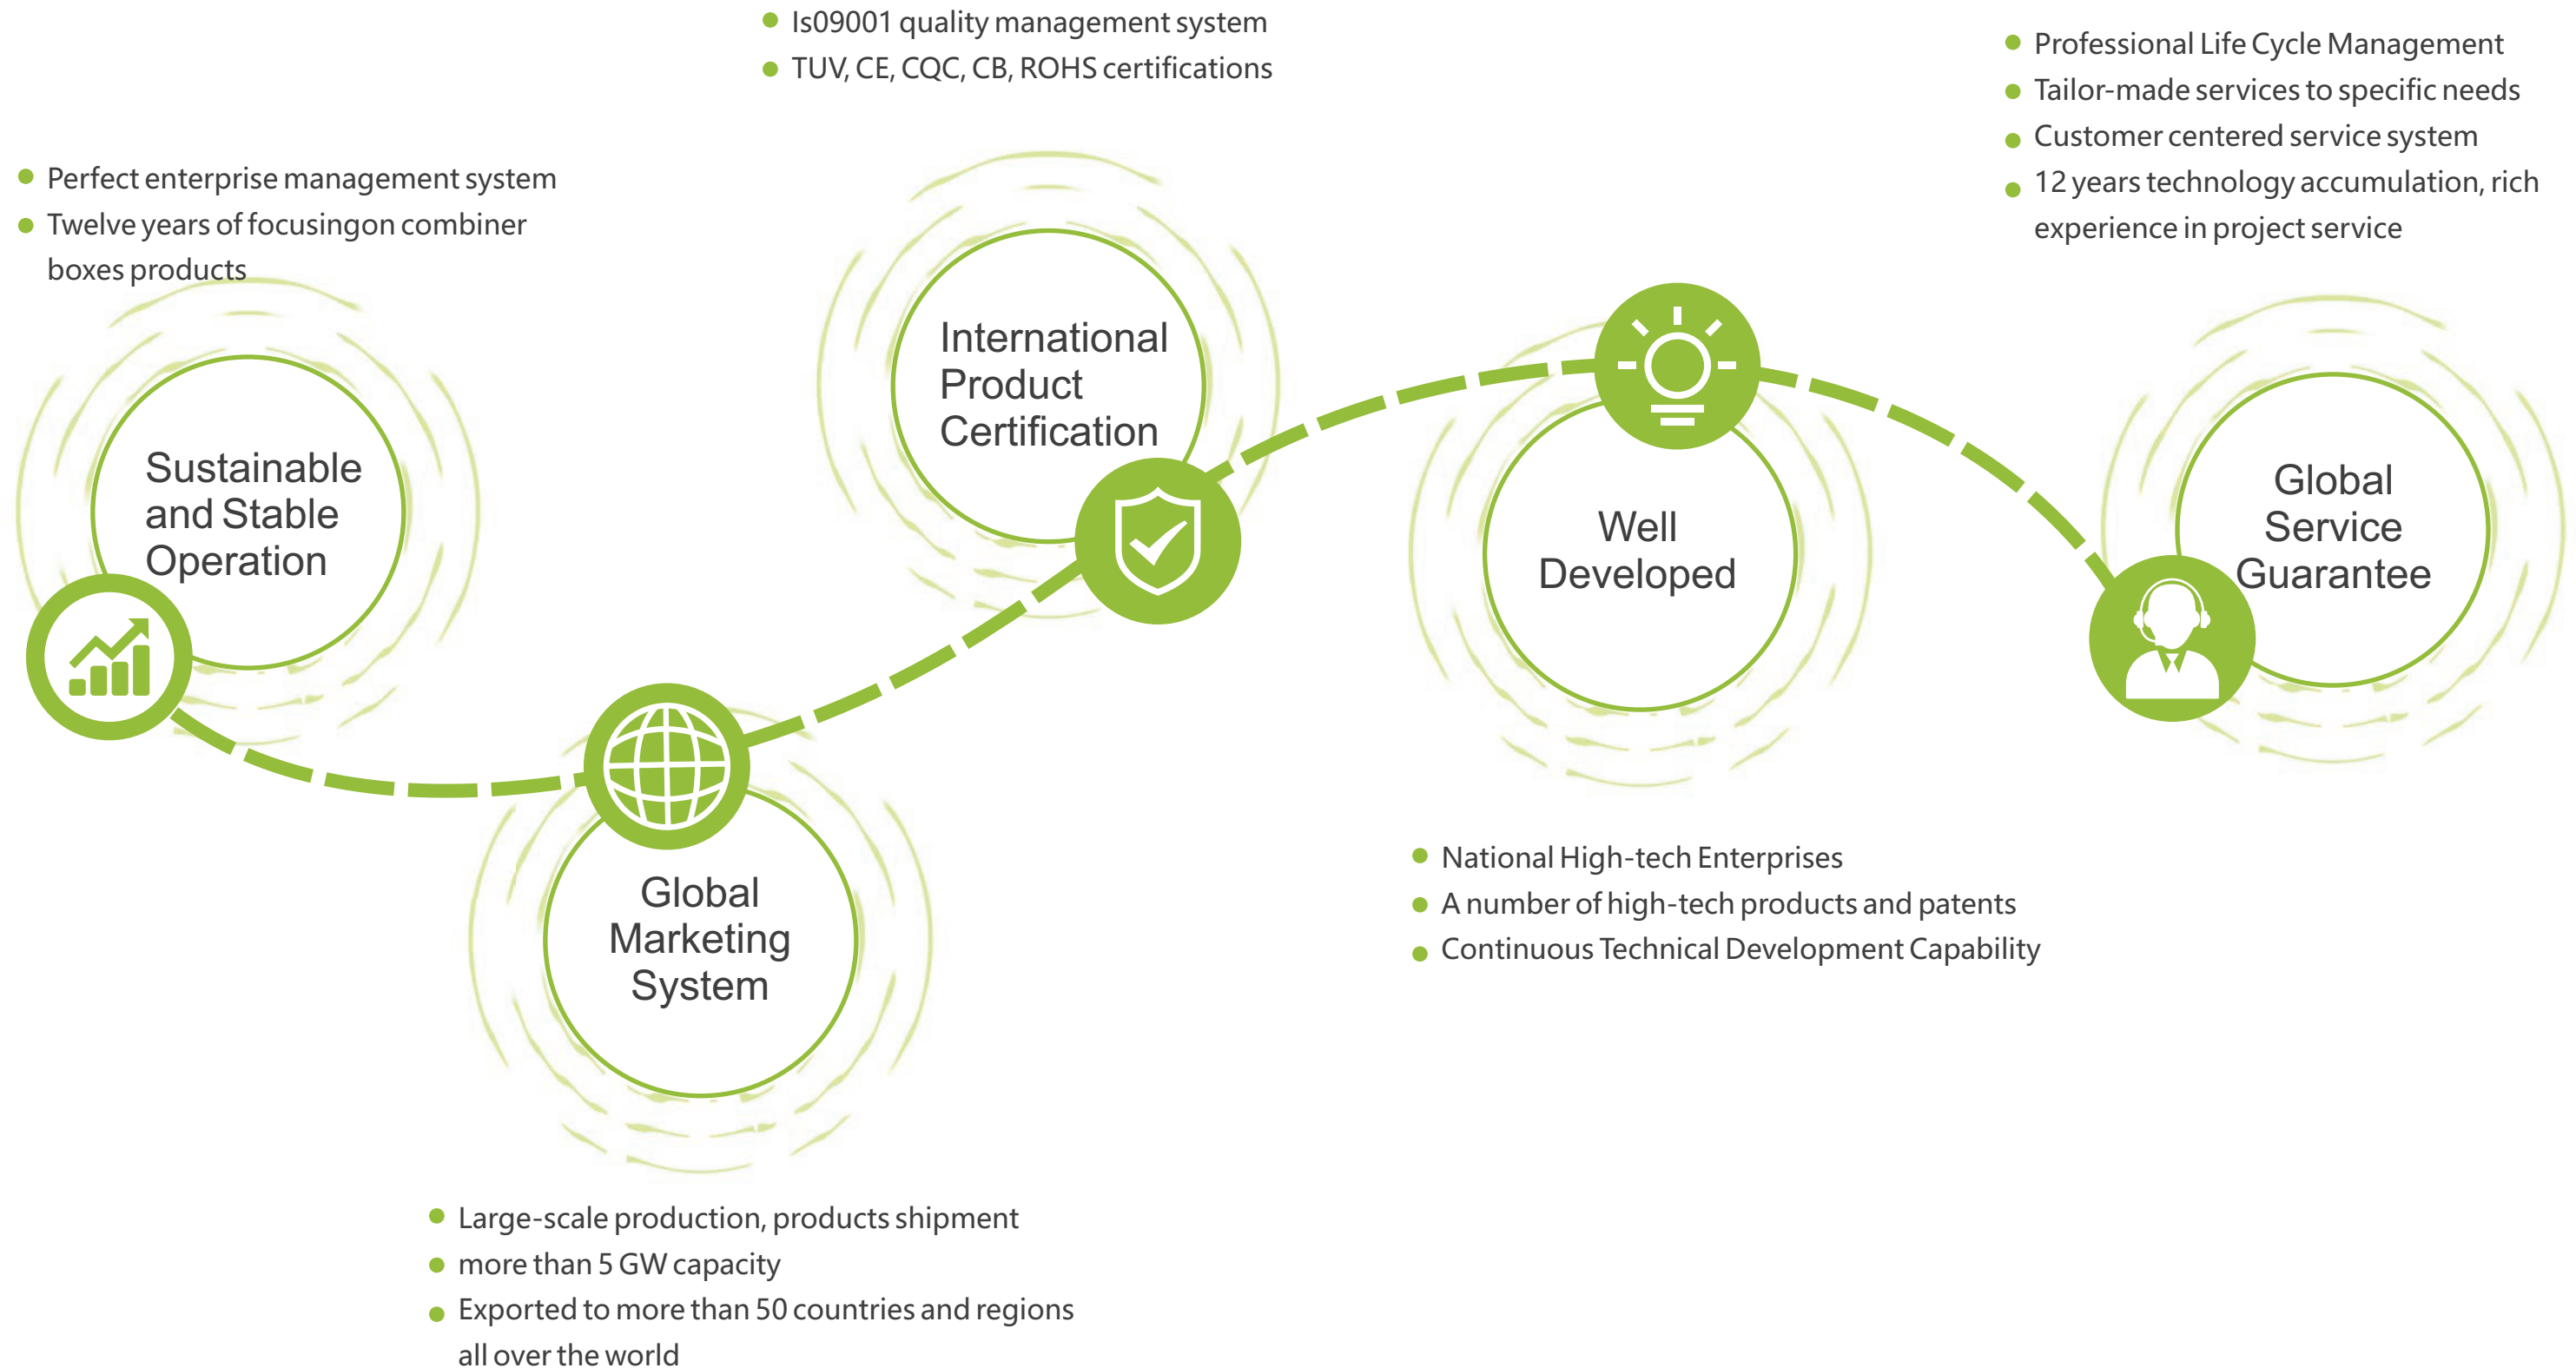 Is09001 quality management system
TUV, CE, CQC, CB, ROHS certifications
Professional Life Cycle Management
Tailor-made services to specific needs
Customer centered service system
12 years technology accumulation, rich
experience in project service
Perfect enterprise management system
Twelve years of focusingon combiner
boxes products
Sustainable
and Stable
Operation
International
Product
Certification
Well
Developed
Global
Service
Guarantee
Global
Marketing
System
National High-tech Enterprises
A number of high-tech products and patents
Continuous Technical Development Capability
Large-scale production, products shipment
more than 5 GW capacity
Exported to more than 50 countries and regions
all over the world